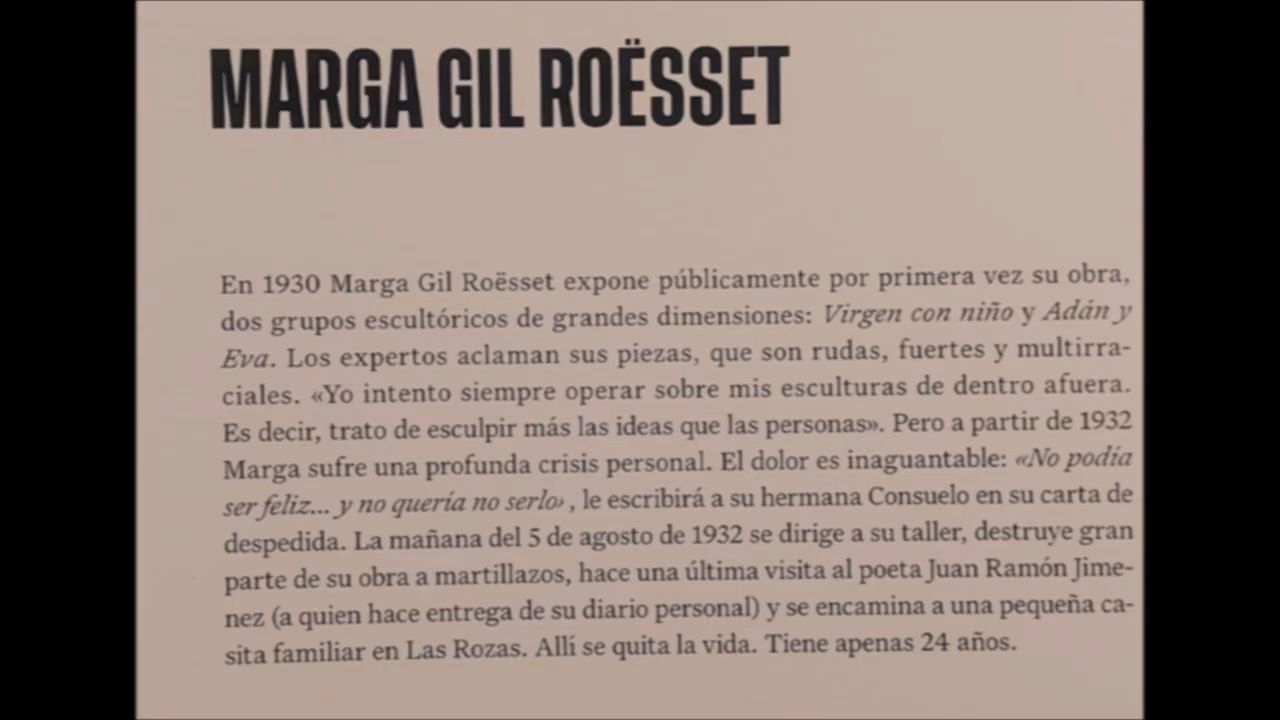 MARGA GIL ROËSSET
En 1930 Marga Gil Roësset expone públicamente por primera vez su obra,
dos grupos escultóricos de grandes dimensiones: Virgen con niño y Adán y
Eva. Los expertos aclaman sus piezas, que son rudas, fuertes y multirra-
ciales. «Yo intento siempre operar sobre mis esculturas de dentro afuera.
Es decir, trato de esculpir más las ideas que las personas». Pero a partir de 1932
Marga sufre una profunda crisis personal. El dolor es inaguantable: «No podía
ser feliz... y no quería no serlo› , le escribirá a su hermana Consuelo en su carta de
despedida. La mañana del 5 de agosto de 1932 se dirige a su taller, destruye gran
parte de su obra a martillazos, hace una última visita al poeta Juan Ramón Jime-
nez (a quien hace entrega de su diario personal) y se encamina a una pequeña ca-
sita familiar en Las Rozas. Allí se quita la vida. Tiene apenas 24 años.